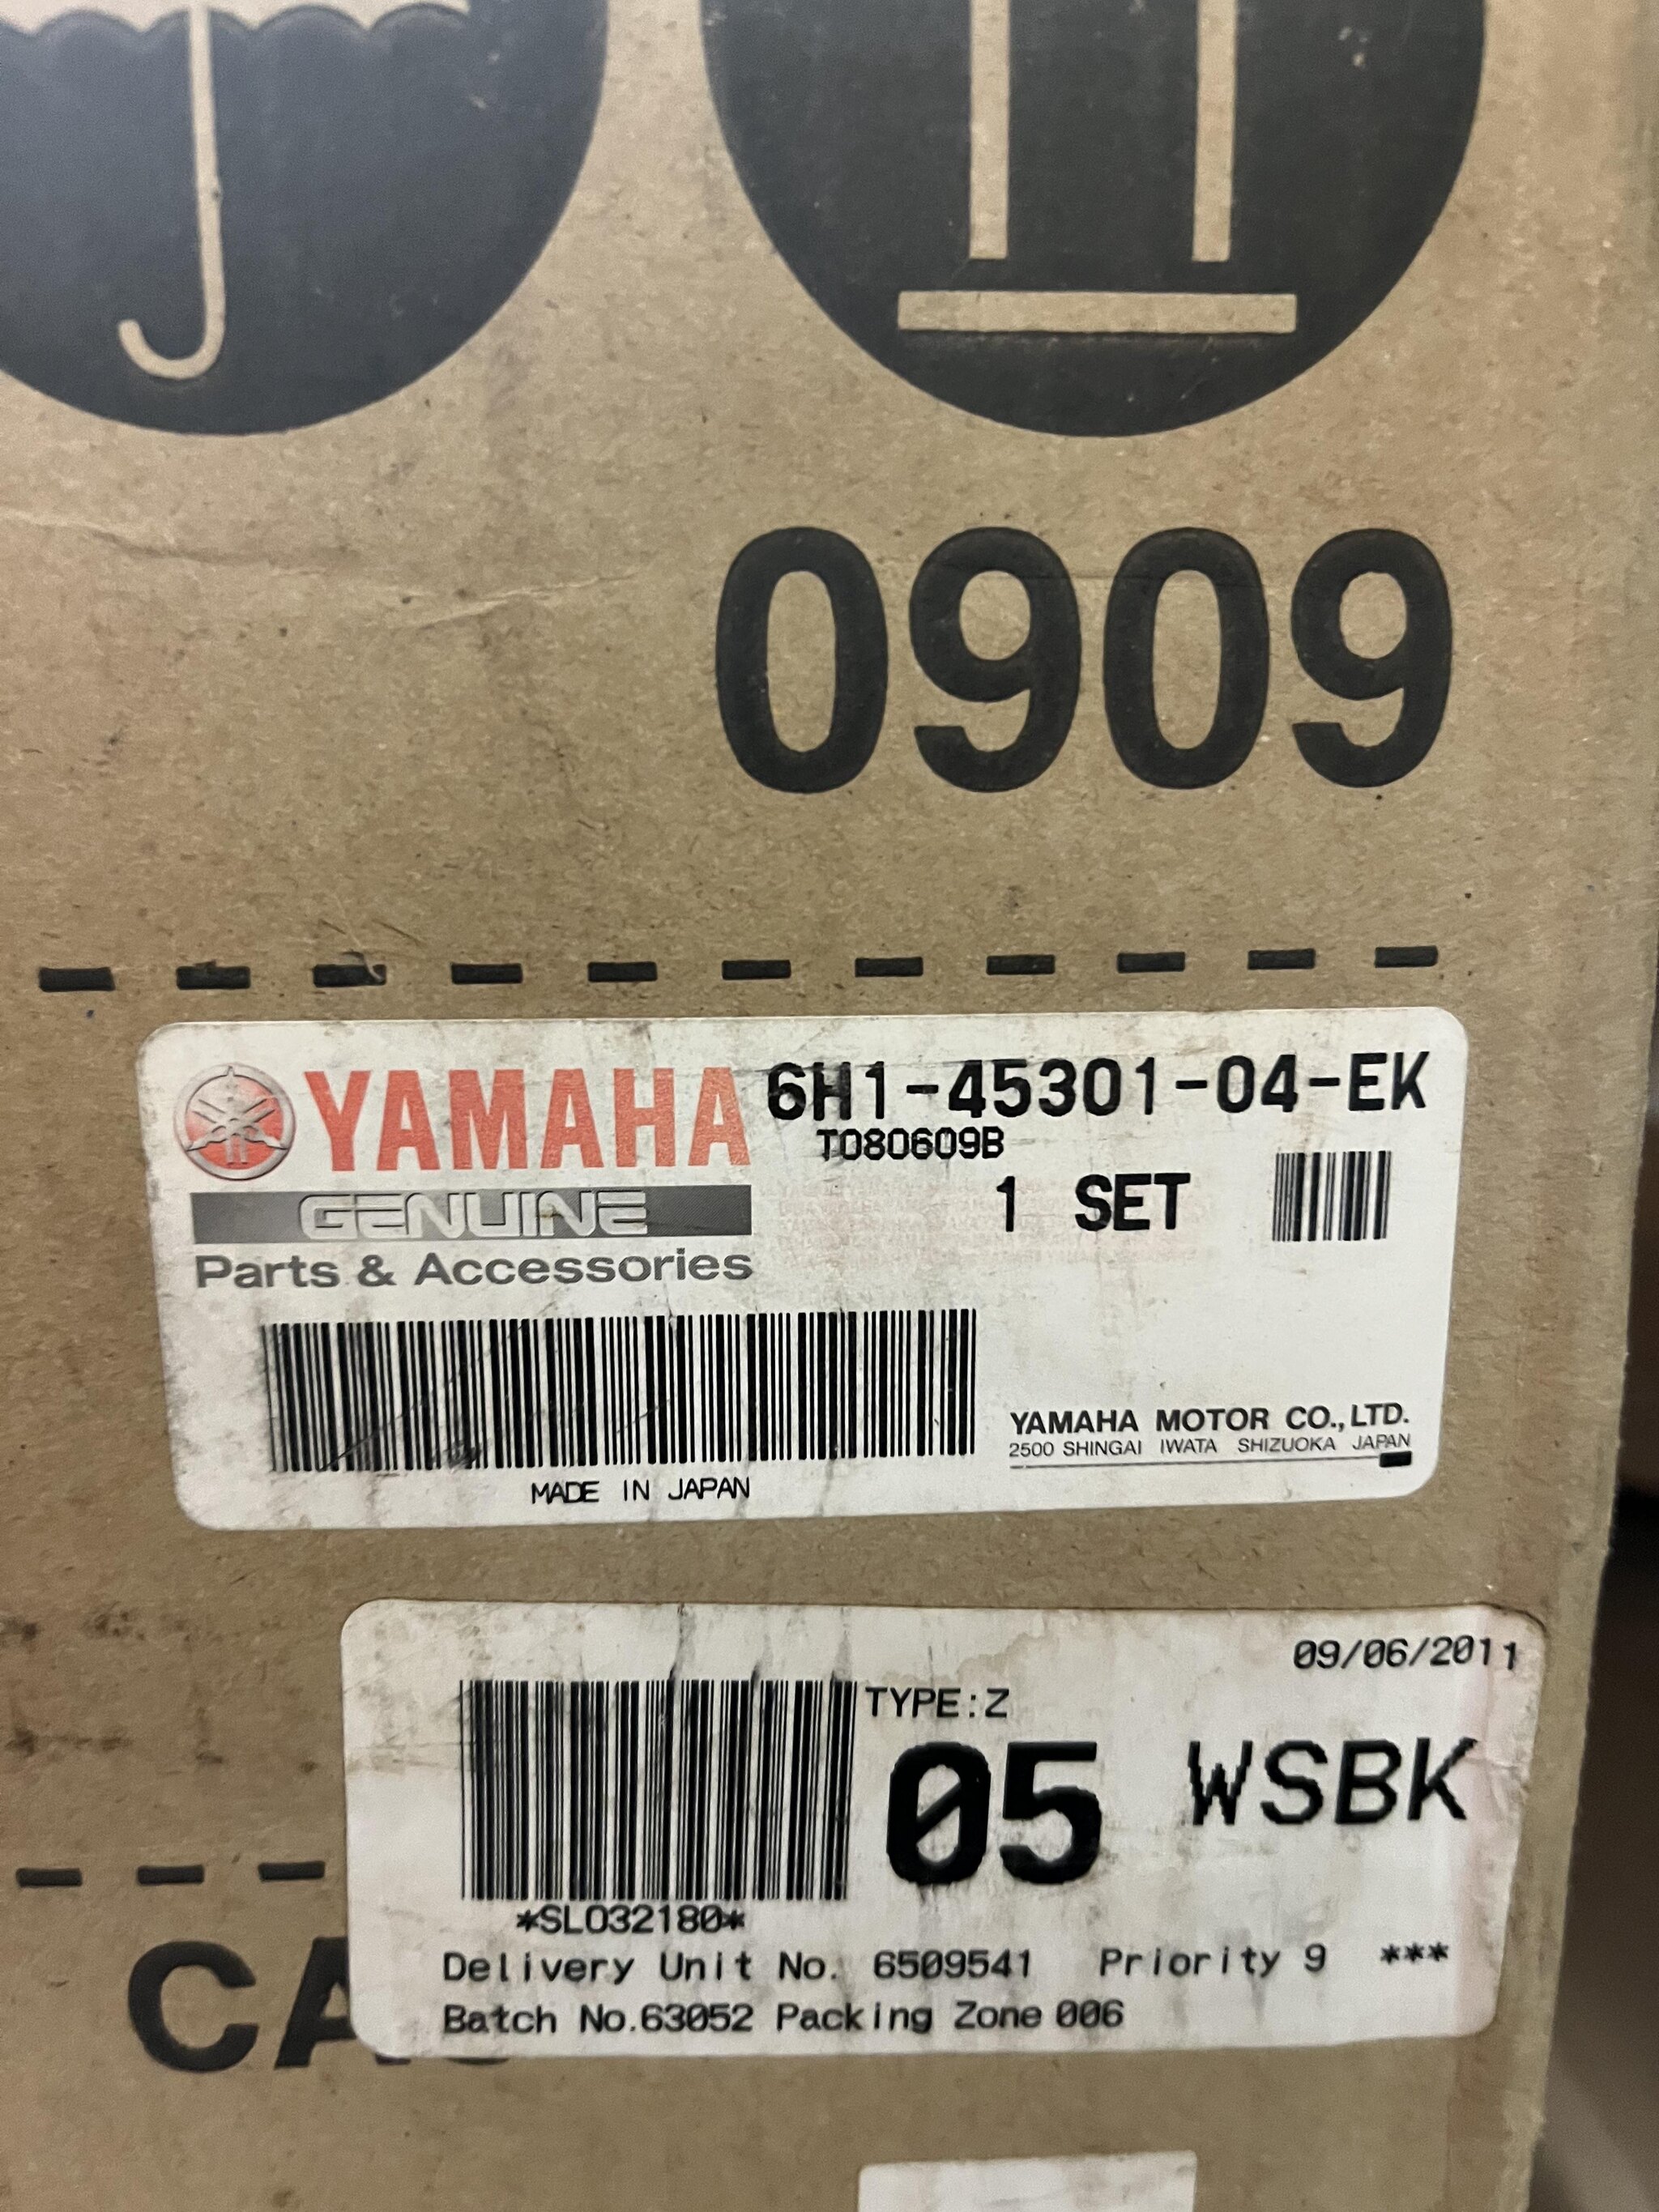 0909
YAMAHA
GENUINE
Parts & Accessories
6H1-45301-04-EK
T080609B
1 SET
YAMAHA MOTOR CO., LTD.
2500 SHINGAI IWATA SHIZUOKA JAPAN
MADE IN JAPAN
09/06/2011
TYPE:Z
05 WSBK
*SL032180*
Delivery Unit No. 6509541 Priority 9 ***
Batch No.63052 Packing Zone 006